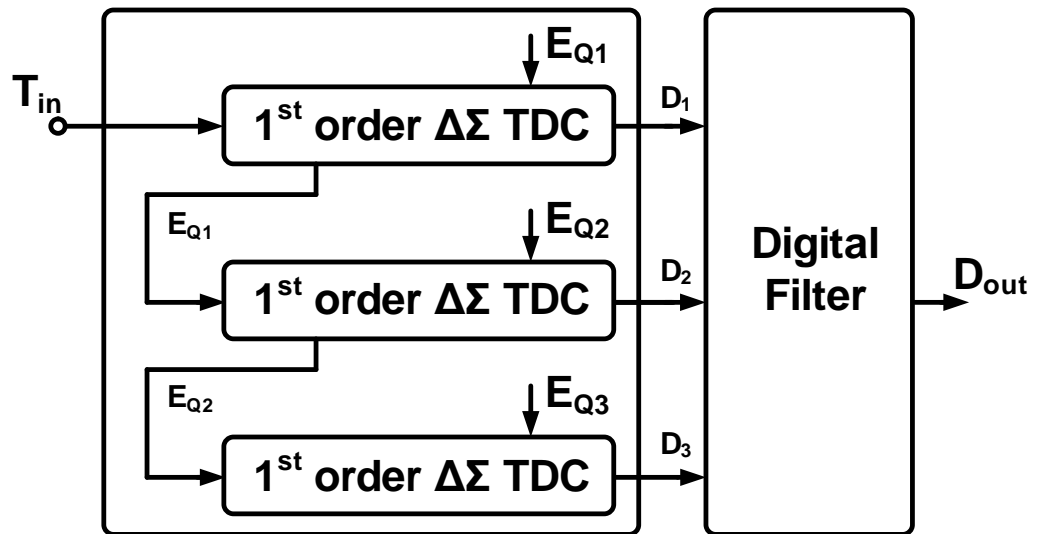 E_Q1
T_in
1^st order ΔΣ TDC
D_1
E_Q1
E_Q2
1^st order ΔΣ TDC
D_2
Digital
Filter
D_out
E_Q2
E_Q3
1^st order ΔΣ TDC
D_3